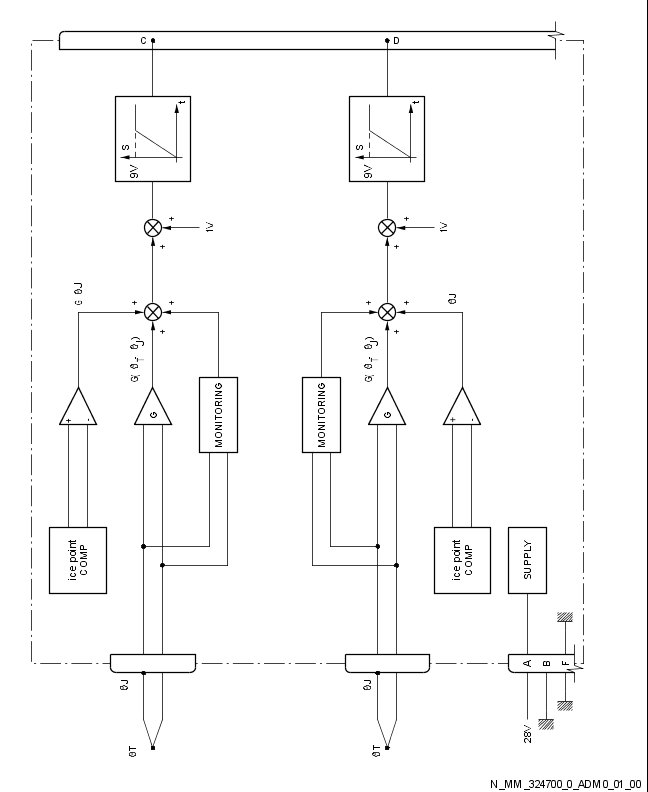 C
D
t
S
9V
t
S
9V
+
1V
+
+
1V
+
G θJ
+
+
+
G( θT - θJ)
+
+
+
θJ
G( θT - θJ)
+
-
G
MONITORING
MONITORING
G
+
-
ice point
COMP
ice point
COMP
SUPPLY
A
B
F
θJ
θJ
28V
θT
θT
N_MM_324700_0_ADM0_01_00